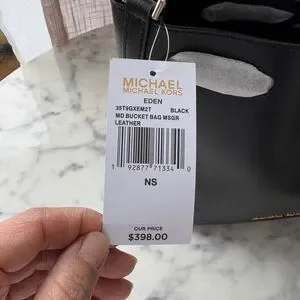 MICHAEL
MICHAEL KORS
EDEN
35T9GXEM2T BLACK
MD BUCKET BAG MSGR
LEATHER
1 92877 71334 0
NS
OUR PRICE
$398.00